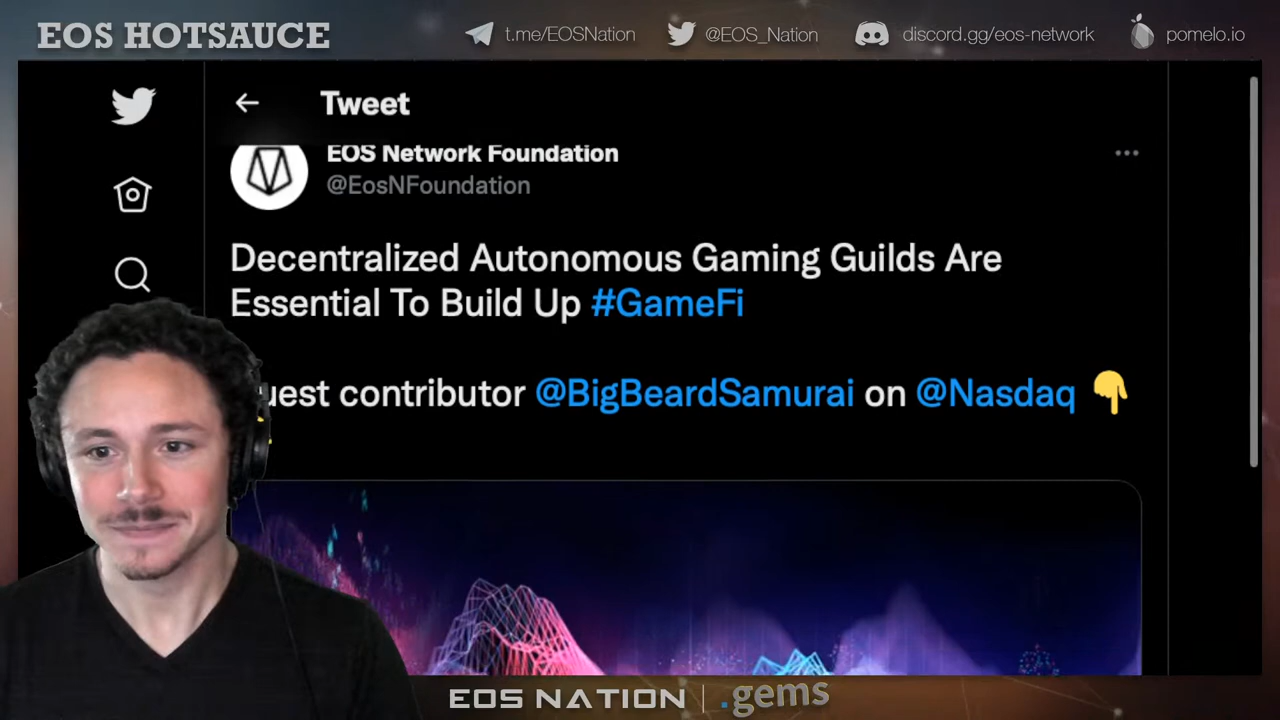 EOS HOTSAUCE
t.me/EOSNation
@EOS_Nation
discord.gg/eos-network
pomelo.io
Tweet
EOS Network Foundation
@EosNFoundation
Decentralized Autonomous Gaming Guilds Are
Essential To Build Up #GameFi
contributor @BigBeardSamurai on @Nasdaq 👇
EOS NATION | .gems